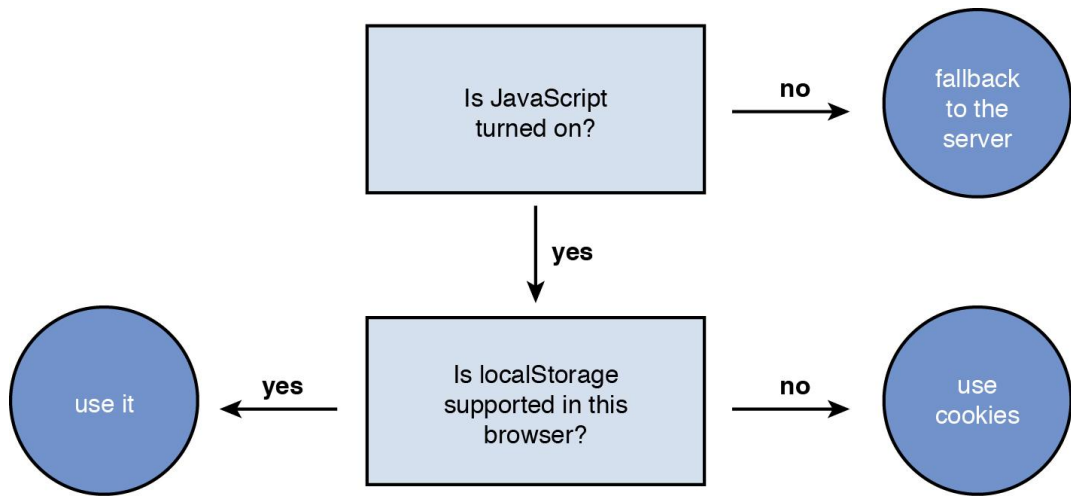 Is JavaScript
turned on?
no
fallback
to the
server
yes
use it
yes
Is localStorage
supported in this
browser?
no
use
cookies